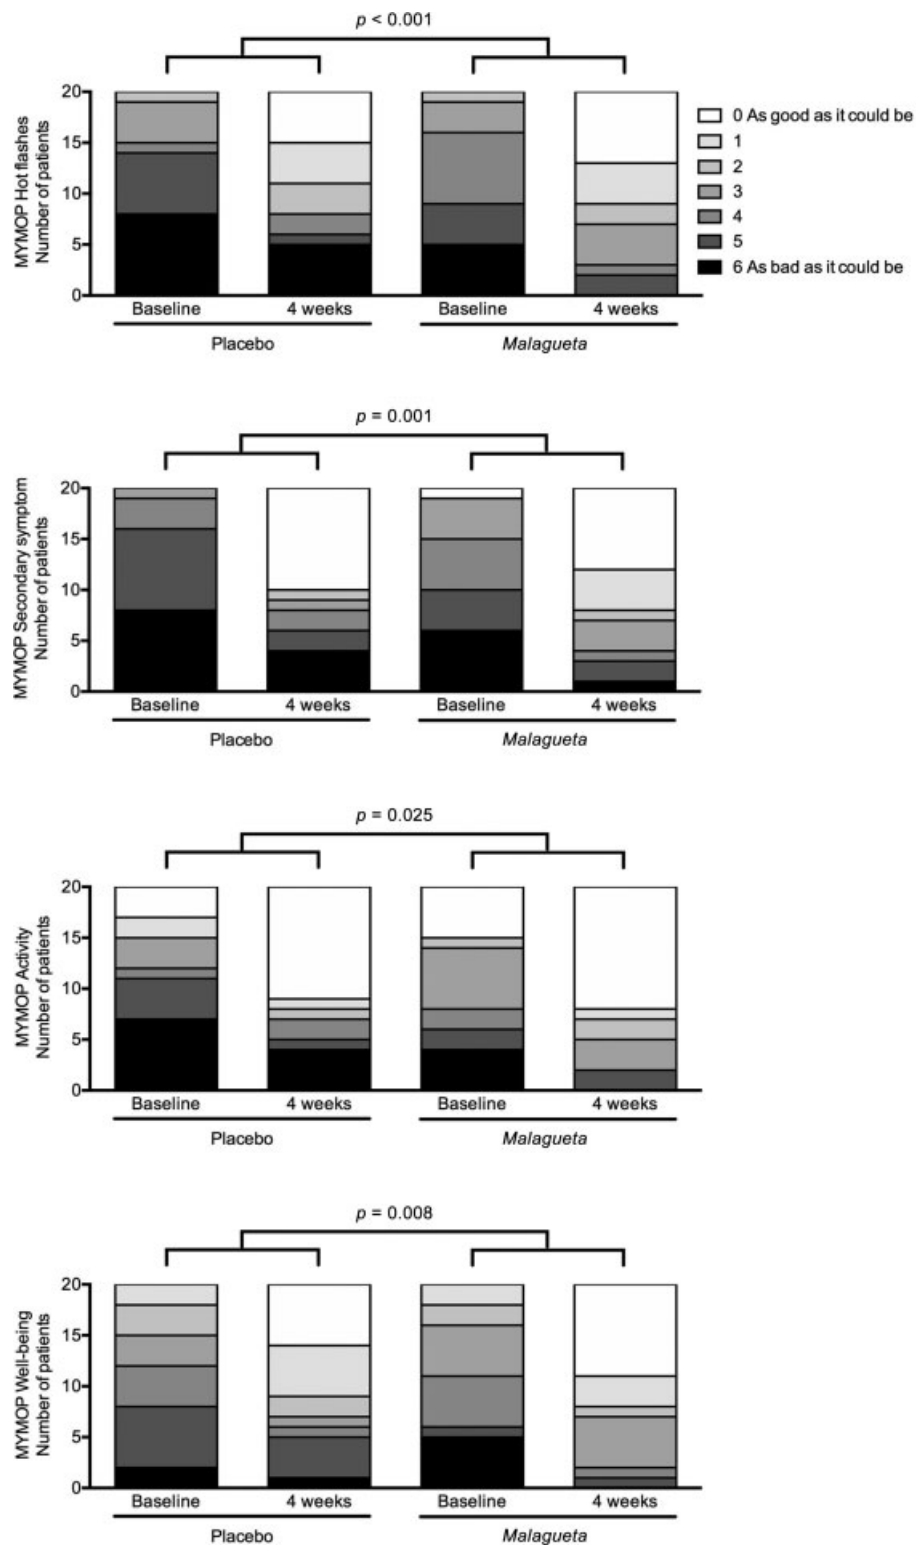 p < 0.001
MYMOP Hot flashes
Number of patients
20
15
10
5
0
Baseline 4 weeks Baseline 4 weeks
Placebo Malagueta
0 As good as it could be
1
2
3
4
5
6 As bad as it could be
p = 0.001
MYMOP Secondary symptom
Number of patients
20
15
10
5
0
Baseline 4 weeks Baseline 4 weeks
Placebo Malagueta
p = 0.025
MYMOP Activity
Number of patients
20
15
10
5
0
Baseline 4 weeks Baseline 4 weeks
Placebo Malagueta
p = 0.008
MYMOP Well-being
Number of patients
20
15
10
5
0
Baseline 4 weeks Baseline 4 weeks
Placebo Malagueta